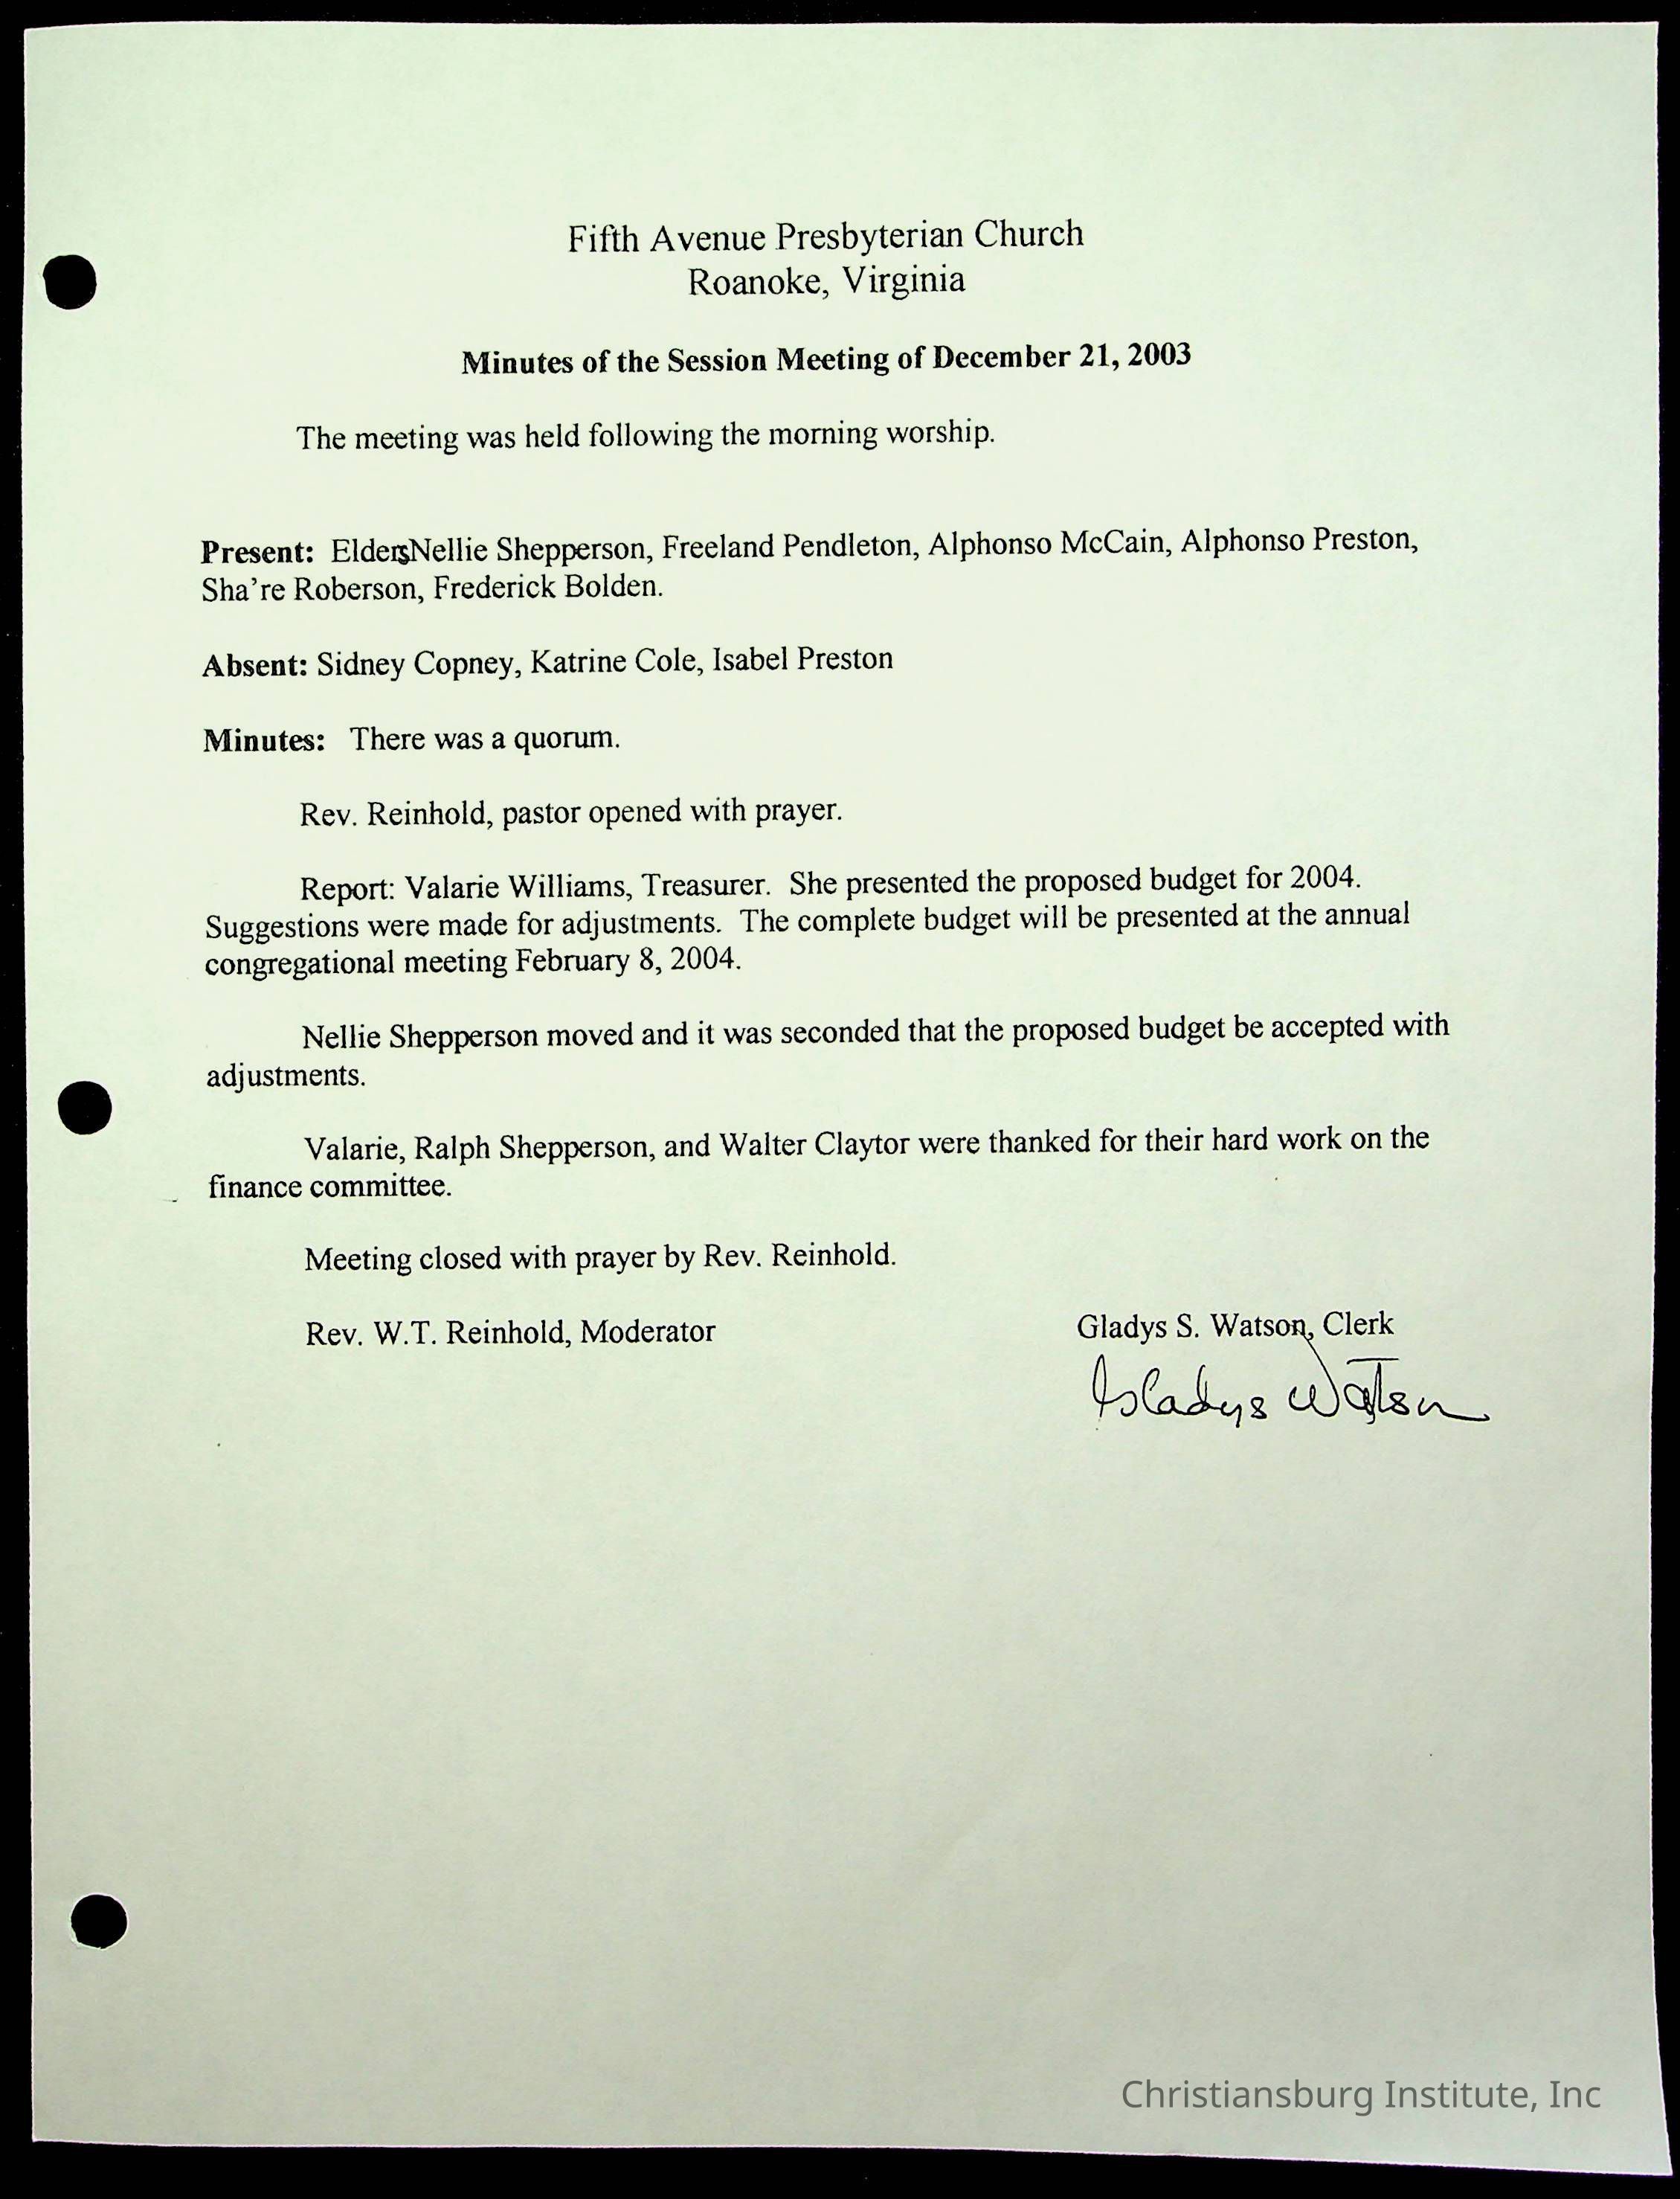 Fifth Avenue Presbyterian Church
Roanoke, Virginia
Minutes of the Session Meeting of December 21, 2003
The meeting was held following the morning worship.
Present: Elders Nellie Shepperson, Freeland Pendleton, Alphonso McCain, Alphonso Preston,
Sha're Roberson, Frederick Bolden.
Absent: Sidney Copney, Katrine Cole, Isabel Preston
Minutes: There was a quorum.
Rev. Reinhold, pastor opened with prayer.
Report: Valarie Williams, Treasurer. She presented the proposed budget for 2004.
Suggestions were made for adjustments. The complete budget will be presented at the annual
congregational meeting February 8, 2004.
Nellie Shepperson moved and it was seconded that the proposed budget be accepted with
adjustments.
Valarie, Ralph Shepperson, and Walter Claytor were thanked for their hard work on the
finance committee.
Meeting closed with prayer by Rev. Reinhold.
Rev. W.T. Reinhold, Moderator Gladys S. Watson, Clerk
Gladys Watson
Christiansburg Institute, Inc